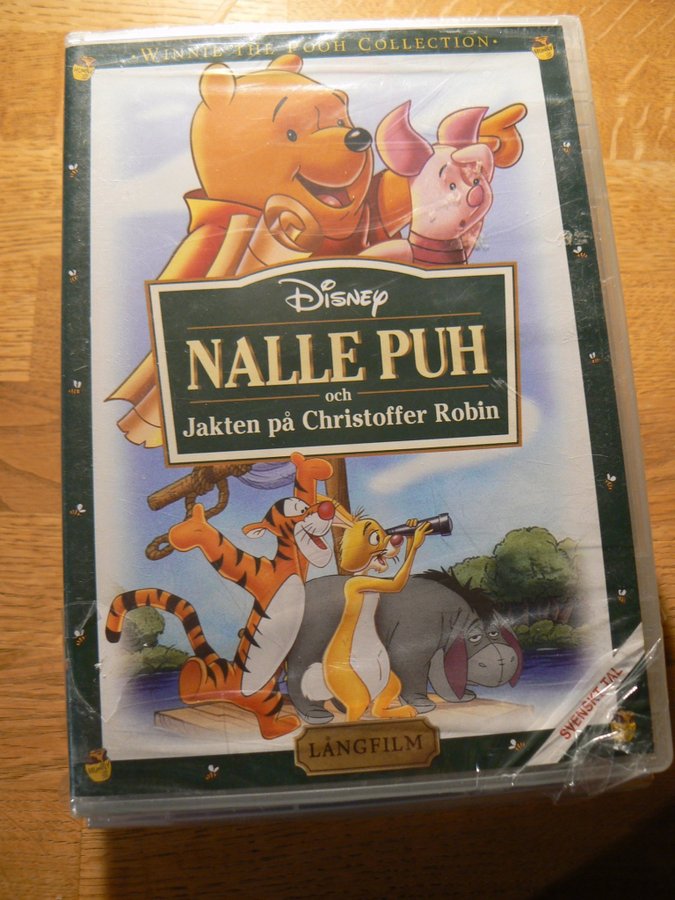 · WINNIE THE POOH COLLECTION ·
Disney
NALLE PUH
och
Jakten på Christoffer Robin
SVENSKT TAL
LÅNGFILM